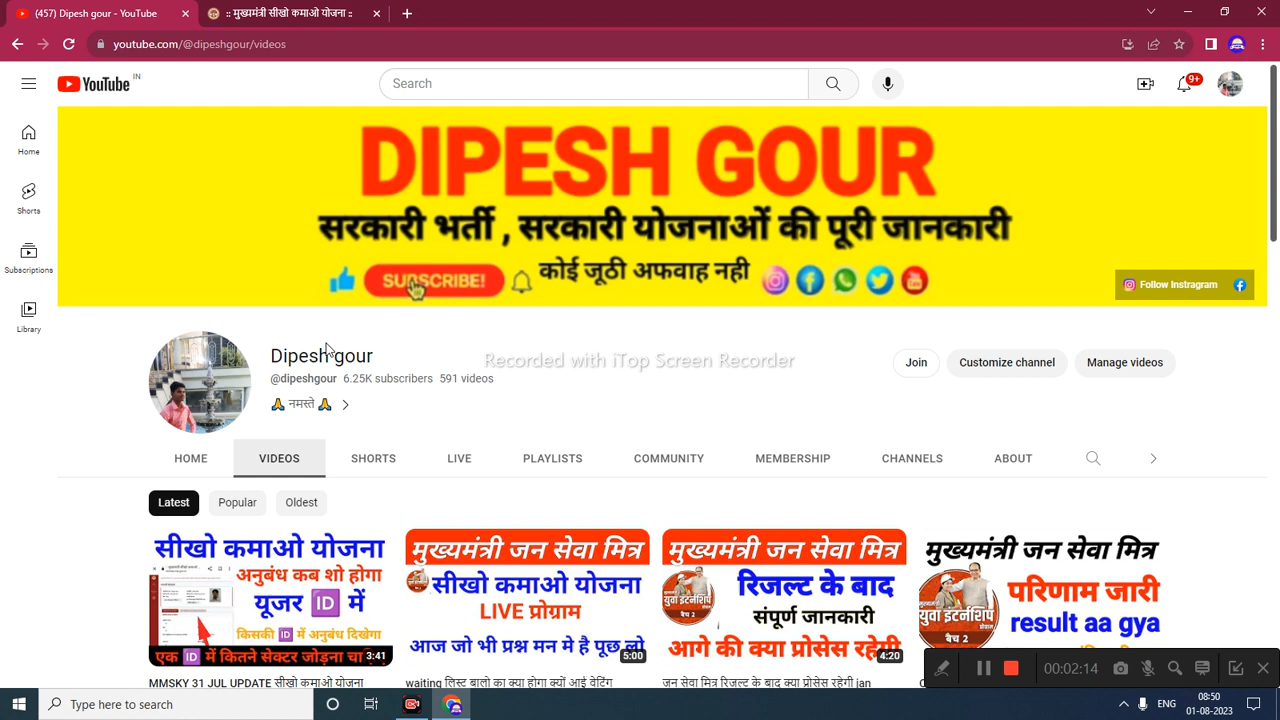 (457) Dipesh gour - YouTube
:: मुख्यमंत्री सीखो कमाओ योजना ::
youtube.com/@dipeshgour/videos
YouTube IN
Search
9+
Home
Shorts
Subscriptions
Library
DIPESH GOUR
सरकारी भर्ती , सरकारी योजनाओं की पूरी जानकारी
SUBSCRIBE!
कोई जूठी अफवाह नही
Follow Instragram
Dipesh gour
@dipeshgour 6.25K subscribers 591 videos
🙏 नमस्ते 🙏
Recorded with iTop Screen Recorder
Join
Customize channel
Manage videos
HOME
VIDEOS
SHORTS
LIVE
PLAYLISTS
COMMUNITY
MEMBERSHIP
CHANNELS
ABOUT
Latest
Popular
Oldest
सीखो कमाओ योजना
अनुबंध कब शो होगा
यूजर 🆔 में
किसकी 🆔 में अनुबंध दिखेगा
एक 🆔 में कितने सेक्टर जोड़ना
3:41
MMSKY 31 JUL UPDATE सीखो कमाओ योजना
मुख्यमंत्री जन सेवा मित्र
सीखो कमाओ योजना
LIVE प्रोग्राम
आज जो भी प्रश्न मन मे है पूछ लो
5:00
waiting लिस्ट बालो का क्या होगा क्यों आई वेटिंग
मुख्यमंत्री जन सेवा मित्र
रिजल्ट के बाद
संपूर्ण जानकारी
आगे की क्या प्रोसेस रहेगी
4:20
जन सेवा मित्र रिजल्ट के बाद क्या प्रोसेस रहेगी jan
मुख्यमंत्री जन सेवा मित्र
परिणाम जारी
result aa gya
बैच 2
00:02:14
Type here to search
ENG
08:50
01-08-2023